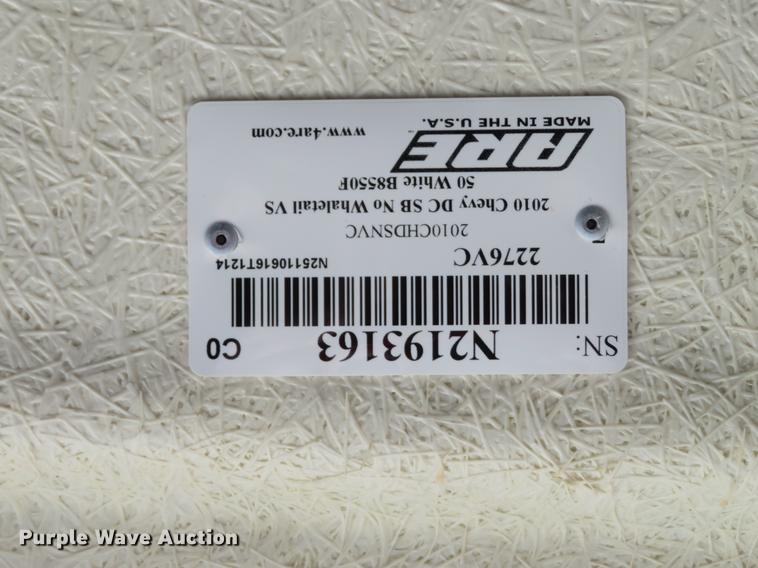 SN: N2193163 C0
2276VC N25110616T1214
2010CHDSNVC
2010 Chevy DC SB No Whaletail VS
50 White B8550F
ARE
MADE IN THE U.S.A. www.4are.com
Purple Wave Auction